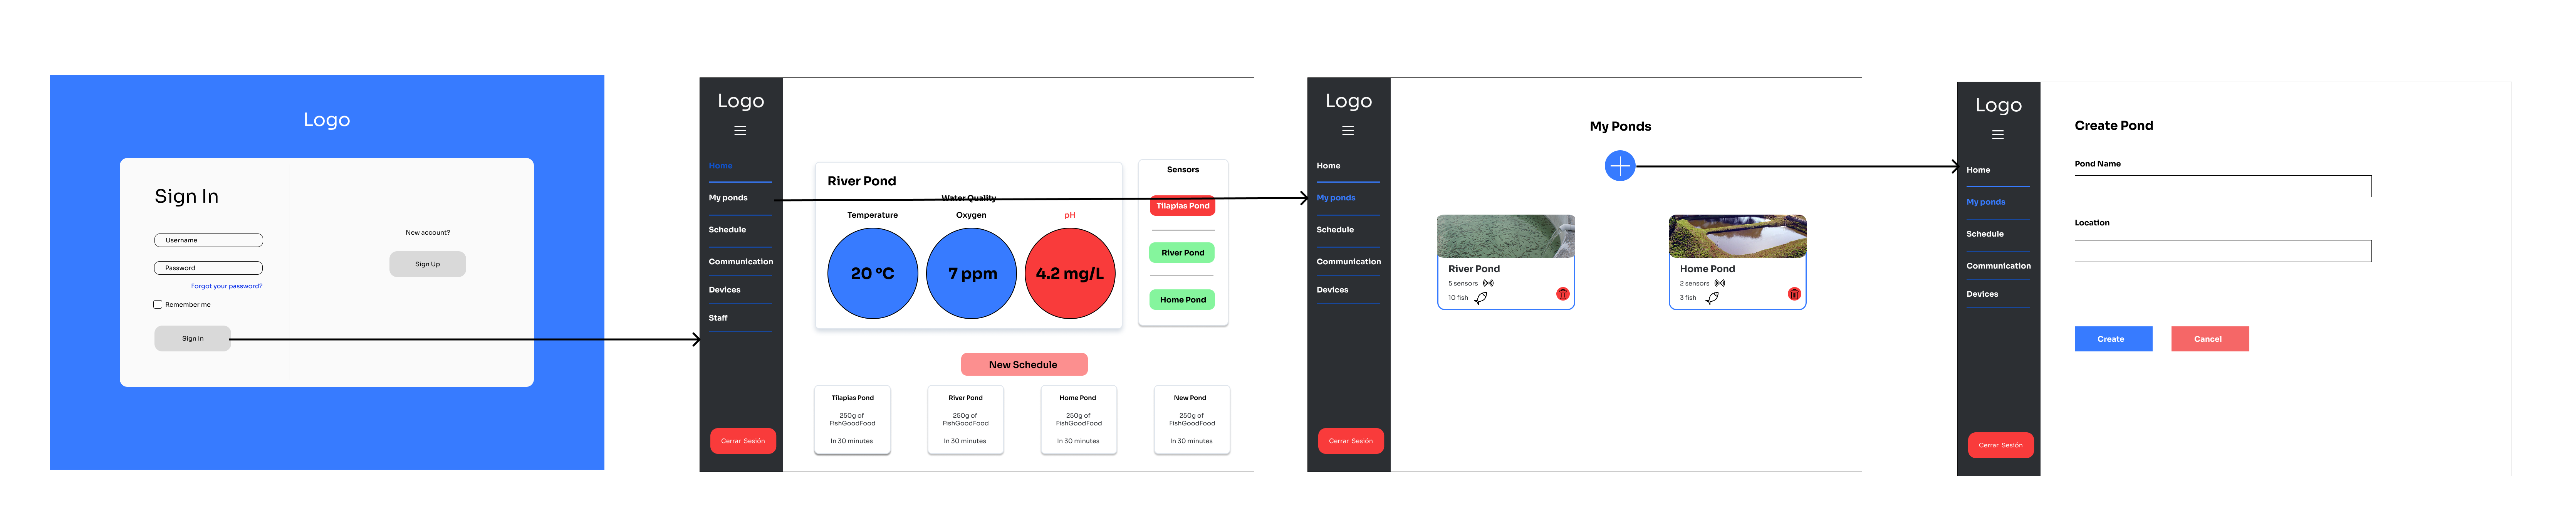 Logo
Sign In
Username
Password
Forgot your password?
Remember me
Sign In
New account?
Sign Up
Logo
Home
My ponds
Schedule
Communication
Devices
Staff
Cerrar Sesión
River Pond
Water Quality
Temperature
Oxygen
pH
20 ºC
7 ppm
4.2 mg/L
Sensors
Tilapias Pond
River Pond
Home Pond
New Schedule
Tilapias Pond
250g of
FishGoodFood
In 30 minutes
River Pond
250g of
FishGoodFood
In 30 minutes
Home Pond
250g of
FishGoodFood
In 30 minutes
New Pond
250g of
FishGoodFood
In 30 minutes
Logo
Home
My ponds
Schedule
Communication
Devices
Cerrar Sesión
My Ponds
River Pond
5 sensors
10 fish
Home Pond
2 sensors
3 fish
Logo
Home
My ponds
Schedule
Communication
Devices
Cerrar Sesión
Create Pond
Pond Name
Location
Create
Cancel